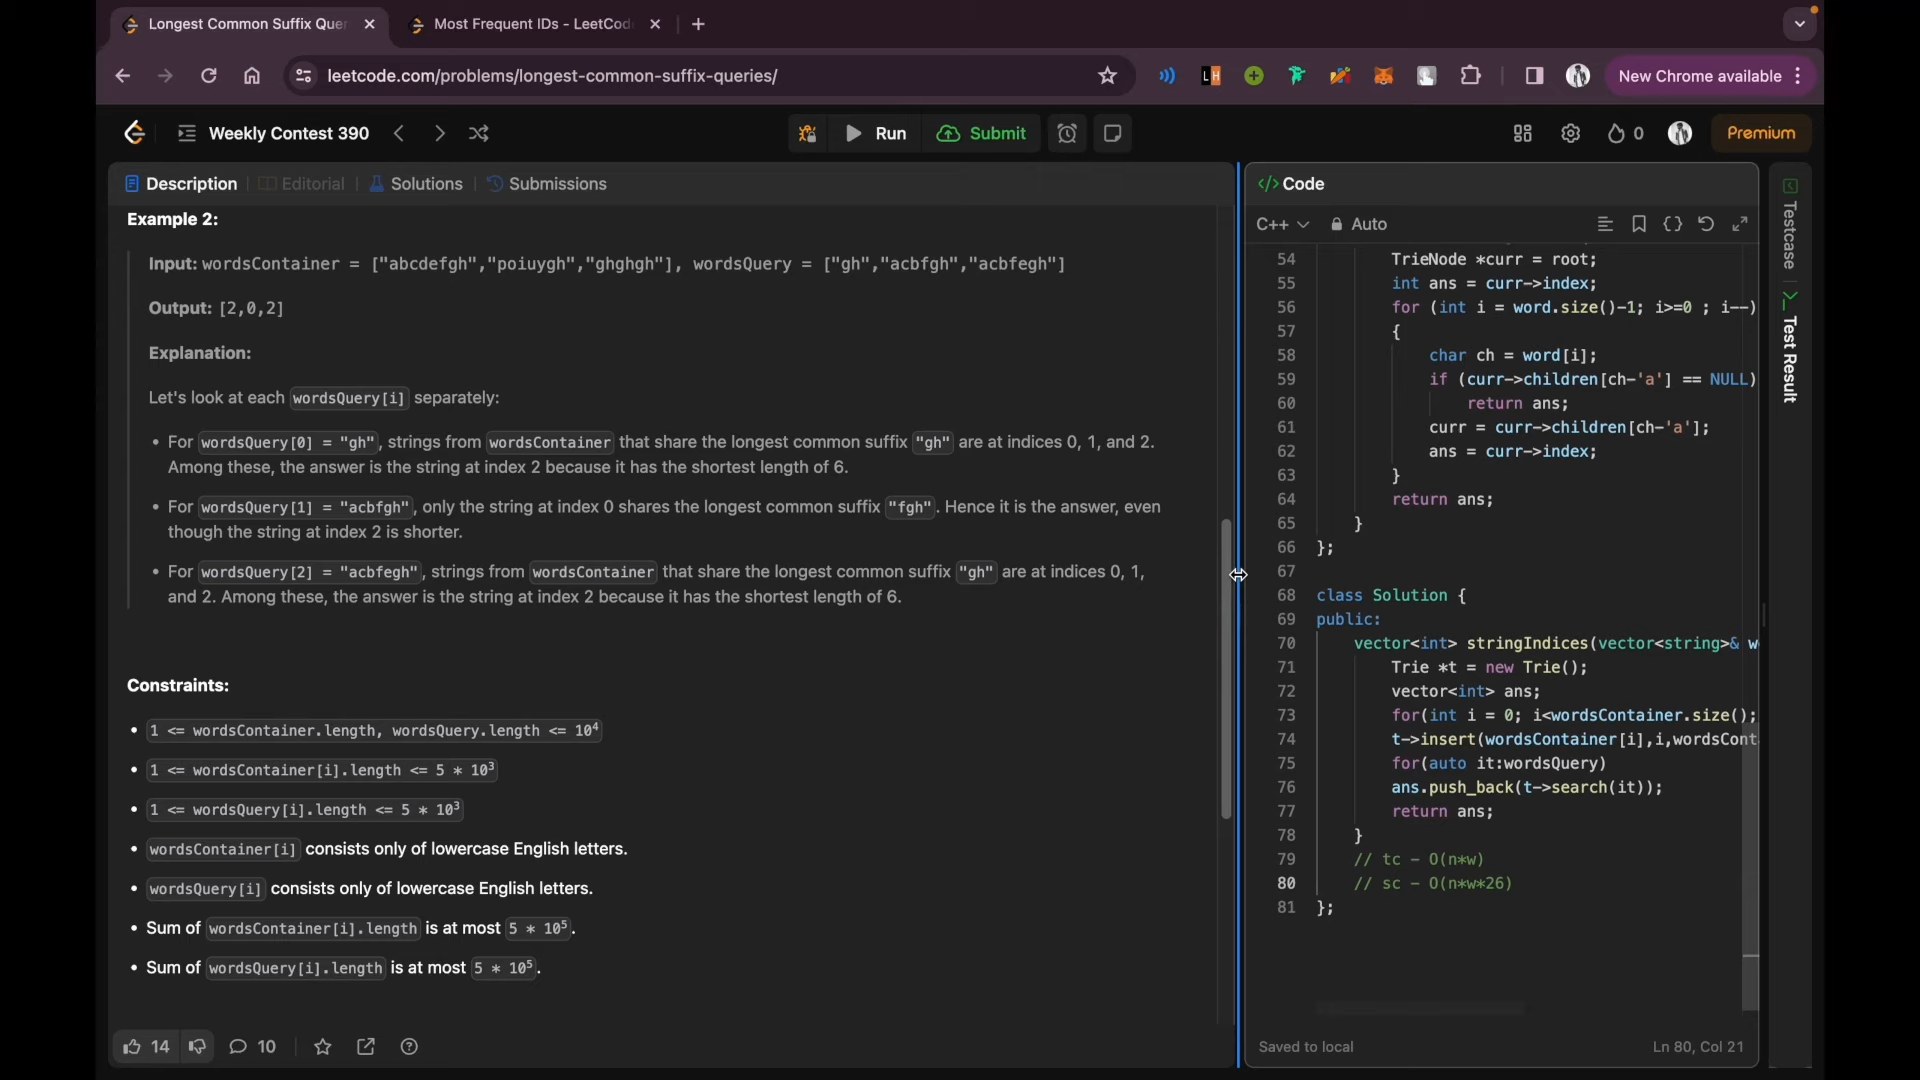 Longest Common Suffix Que
Most Frequent IDs - LeetCod
leetcode.com/problems/longest-common-suffix-queries/
LH
New Chrome available
Weekly Contest 390
Run
Submit
0
Premium
Description
Editorial
Solutions
Submissions
Example 2:
Input: wordsContainer = ["abcdefgh","poiuygh","ghghgh"], wordsQuery = ["gh","acbfgh","acbfegh"]
Output: [2,0,2]
Explanation:
Let's look at each wordsQuery[i] separately:
• For wordsQuery[0] = "gh", strings from wordsContainer that share the longest common suffix "gh" are at indices 0, 1, and 2.
Among these, the answer is the string at index 2 because it has the shortest length of 6.
• For wordsQuery[1] = "acbfgh", only the string at index 0 shares the longest common suffix "fgh". Hence it is the answer, even
though the string at index 2 is shorter.
• For wordsQuery[2] = "acbfegh", strings from wordsContainer that share the longest common suffix "gh" are at indices 0, 1,
and 2. Among these, the answer is the string at index 2 because it has the shortest length of 6.
Constraints:
• 1 <= wordsContainer.length, wordsQuery.length <= 10⁴
• 1 <= wordsContainer[i].length <= 5 * 10³
• 1 <= wordsQuery[i].length <= 5 * 10³
• wordsContainer[i] consists only of lowercase English letters.
• wordsQuery[i] consists only of lowercase English letters.
• Sum of wordsContainer[i].length is at most 5 * 10⁵.
• Sum of wordsQuery[i].length is at most 5 * 10⁵.
14
10
</> Code
C++
Auto
54 TrieNode *curr = root;
55 int ans = curr->index;
56 for (int i = word.size()-1; i>=0 ; i--)
57 {
58 char ch = word[i];
59 if (curr->children[ch-'a'] == NULL)
60 return ans;
61 curr = curr->children[ch-'a'];
62 ans = curr->index;
63 }
64 return ans;
65 }
66 };
67
68 class Solution {
69 public:
70 vector<int> stringIndices(vector<string>& w
71 Trie *t = new Trie();
72 vector<int> ans;
73 for(int i = 0; i<wordsContainer.size();
74 t->insert(wordsContainer[i],i,wordsCont
75 for(auto it:wordsQuery)
76 ans.push_back(t->search(it));
77 return ans;
78 }
79 // tc - O(n*w)
80 // sc - O(n*w*26)
81 };
Saved to local
Ln 80, Col 21
Testcase
Test Result